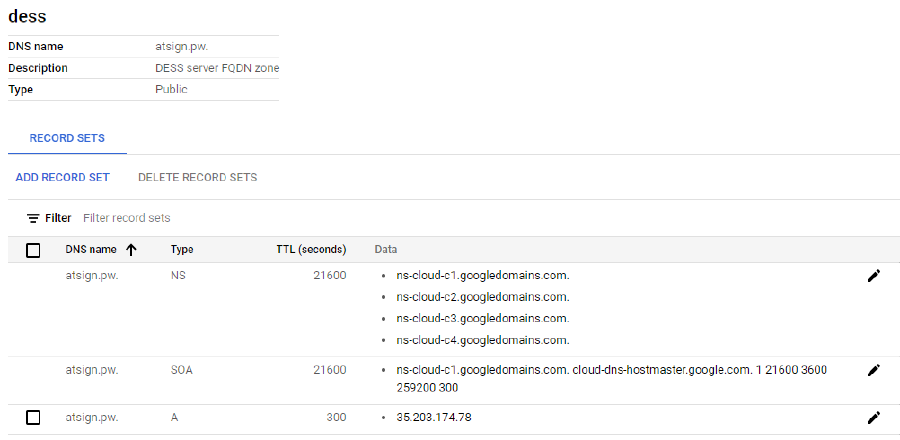 dess
DNS name atsign.pw.
Description DESS server FQDN zone
Type Public
RECORD SETS
ADD RECORD SET DELETE RECORD SETS
Filter Filter record sets
DNS name Type TTL (seconds) Data
atsign.pw. NS 21600 • ns-cloud-c1.googledomains.com.
• ns-cloud-c2.googledomains.com.
• ns-cloud-c3.googledomains.com.
• ns-cloud-c4.googledomains.com.
atsign.pw. SOA 21600 • ns-cloud-c1.googledomains.com. cloud-dns-hostmaster.google.com. 1 21600 3600
259200 300
atsign.pw. A 300 • 35.203.174.78